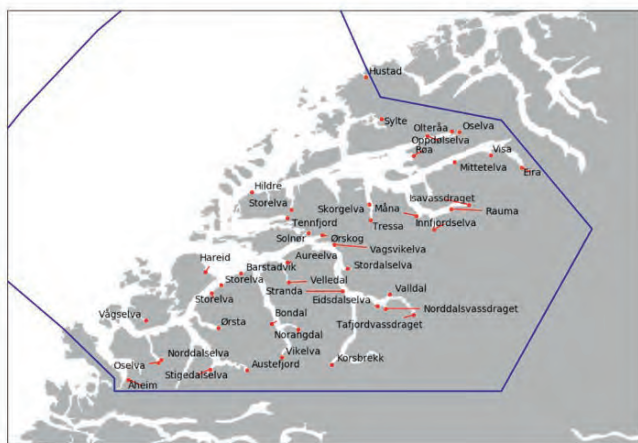 Hustad
Sylte
Olteråa
Oselva
Oppdølselva
Visa
Røa
Mittetelva
Eira
Hildre
Storelva
Skorgelva
Måna
Isavassdraget
Rauma
Tennfjord
Tressa
Innfjordselva
Solnør
Ørskog
Vagsvikelva
Hareid
Barstadvik
Aureelva
Stordalselva
Storelva
Velledal
Stranda
Valldal
Storelva
Eidsdalselva
Vågselva
Ørsta
Bondal
Norddalsvassdraget
Norangdal
Tafjordvassdraget
Norddalselva
Vikelva
Oselva
Stigedalselva
Austefjord
Korsbrekk
Åheim